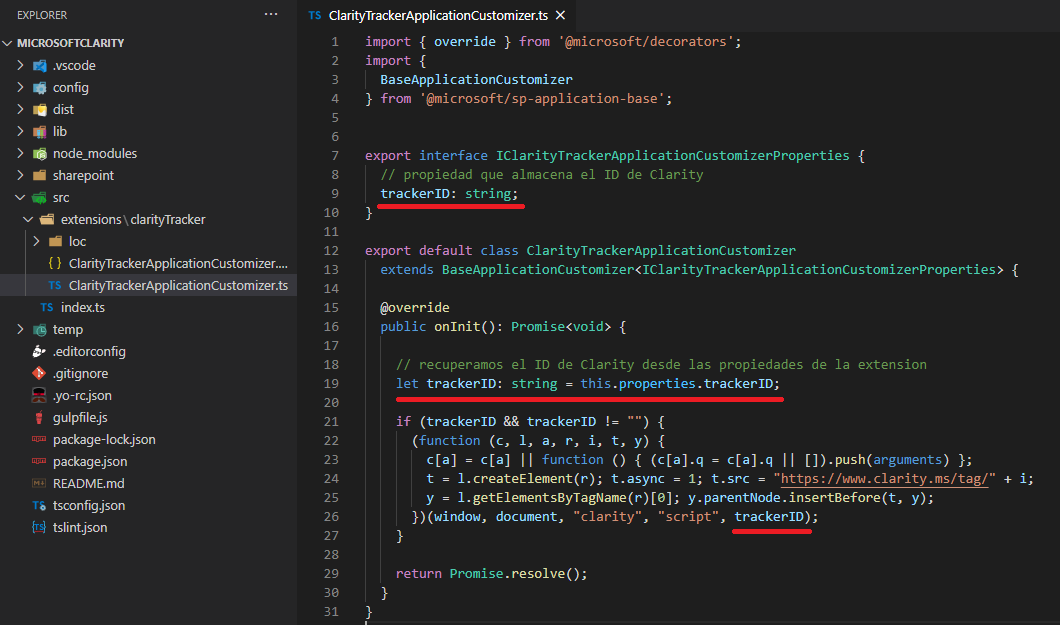 EXPLORER
···
MICROSOFTCLARITY
.vscode
config
dist
lib
node_modules
sharepoint
src
extensions\clarityTracker
loc
{ } ClarityTrackerApplicationCustomizer....
TS ClarityTrackerApplicationCustomizer.ts
TS index.ts
temp
.editorconfig
.gitignore
.yo-rc.json
gulpfile.js
package-lock.json
package.json
README.md
tsconfig.json
tslint.json
TS ClarityTrackerApplicationCustomizer.ts ×
1 import { override } from '@microsoft/decorators';
2 import {
3 BaseApplicationCustomizer
4 } from '@microsoft/sp-application-base';
5
6
7 export interface IClarityTrackerApplicationCustomizerProperties {
8 // propiedad que almacena el ID de Clarity
9 trackerID: string;
10 }
11
12 export default class ClarityTrackerApplicationCustomizer
13 extends BaseApplicationCustomizer<IClarityTrackerApplicationCustomizerProperties> {
14
15 @override
16 public onInit(): Promise<void> {
17
18 // recuperamos el ID de Clarity desde las propiedades de la extension
19 let trackerID: string = this.properties.trackerID;
20
21 if (trackerID && trackerID != "") {
22 (function (c, l, a, r, i, t, y) {
23 c[a] = c[a] || function () { (c[a].q = c[a].q || []).push(arguments) };
24 t = l.createElement(r); t.async = 1; t.src = "https://www.clarity.ms/tag/" + i;
25 y = l.getElementsByTagName(r)[0]; y.parentNode.insertBefore(t, y);
26 })(window, document, "clarity", "script", trackerID);
27 }
28
29 return Promise.resolve();
30 }
31 }